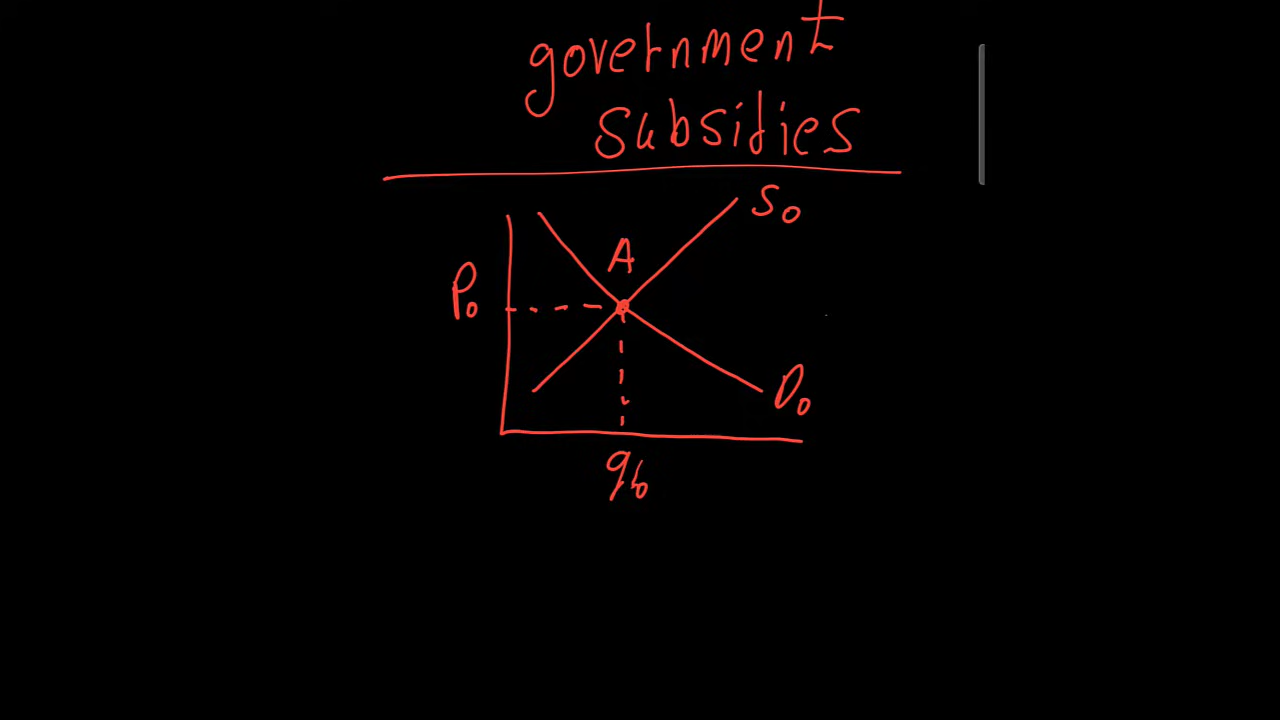 government
subsidies
S₀
A
P₀
D₀
q₀